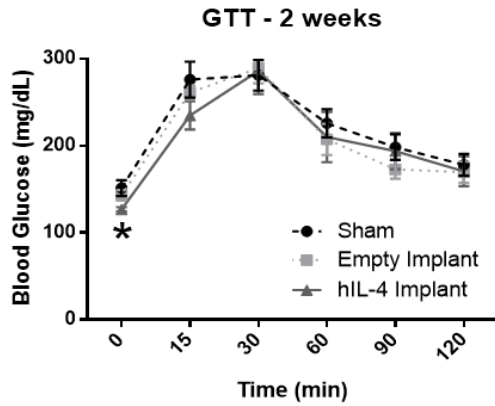 GTT - 2 weeks
Blood Glucose (mg/dL)
300
200
100
0
*
Sham
Empty Implant
hIL-4 Implant
0 15 30 60 90 120
Time (min)